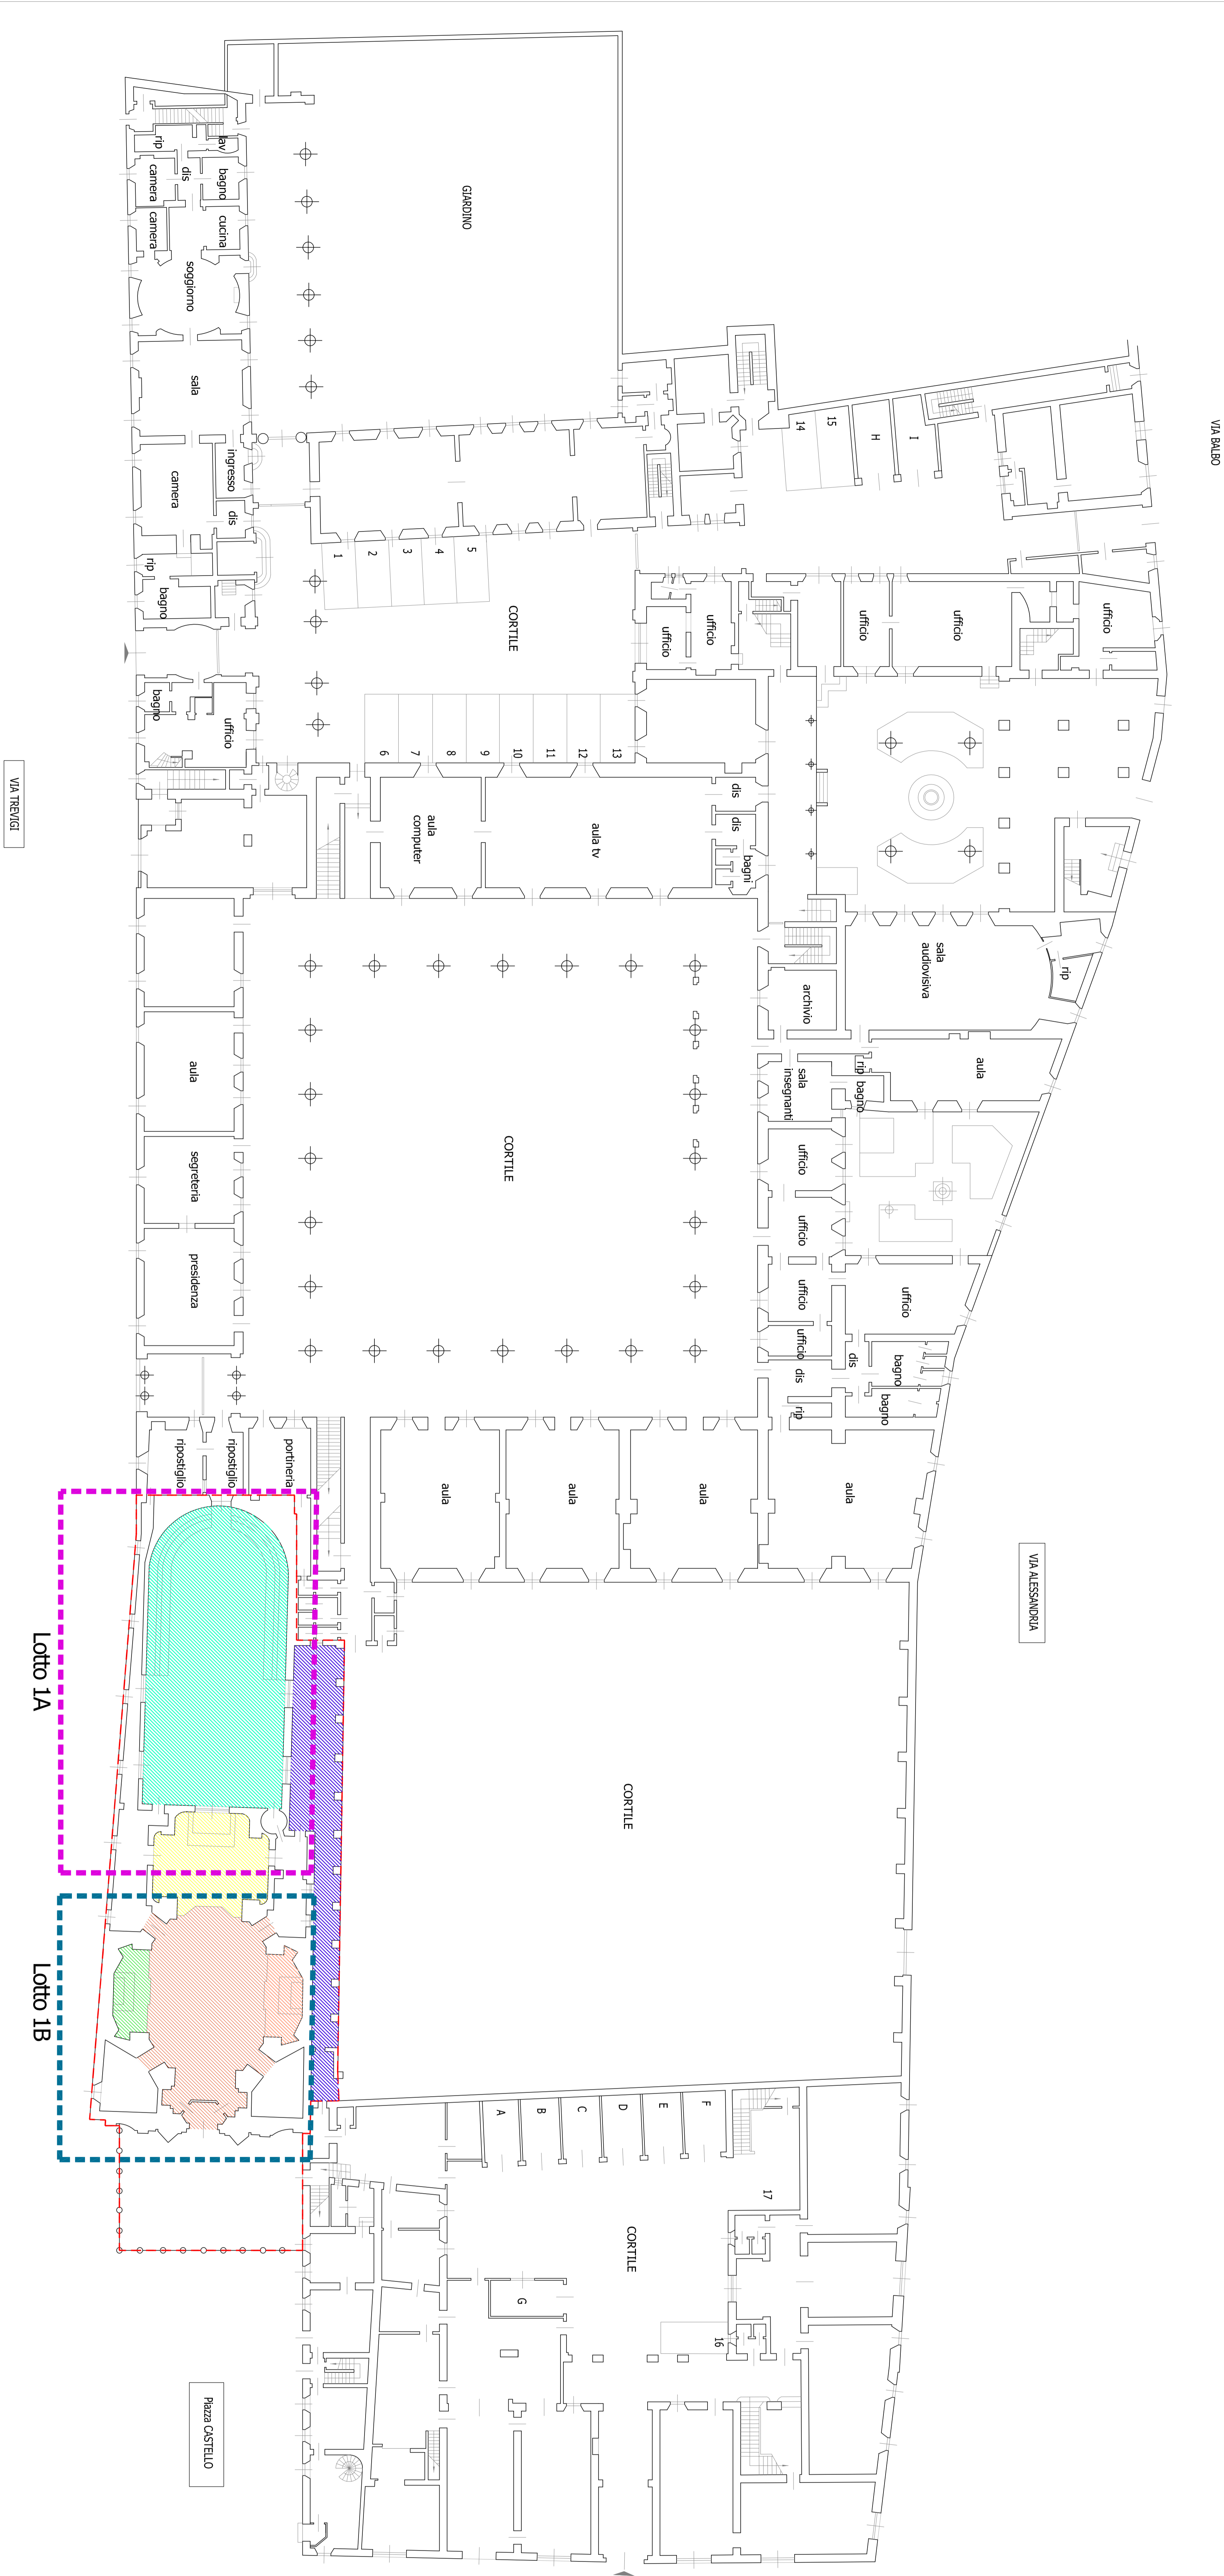 VIA BALBO
GIARDINO
lav
rip
dis
bagno
camera
cucina
camera
soggiorno
sala
ingresso
camera
dis
rip
bagno
15
14
H
I
1
2
3
4
5
CORTILE
ufficio
ufficio
ufficio
ufficio
ufficio
bagno
ufficio
6
7
8
9
10
11
12
13
VIA TREVIGI
aula
computer
aula tv
dis
dis
bagni
sala
audiovisiva
rip
archivio
aula
sala
insegnanti
rip
bagno
aula
CORTILE
segreteria
ufficio
ufficio
presidenza
ufficio
ufficio
ufficio
dis
dis
bagno
bagno
rip
ripostiglio
ripostiglio
portineria
aula
aula
aula
aula
VIA ALESSANDRIA
Lotto 1A
CORTILE
Lotto 1B
A
B
C
D
E
F
17
CORTILE
G
16
Piazza CASTELLO